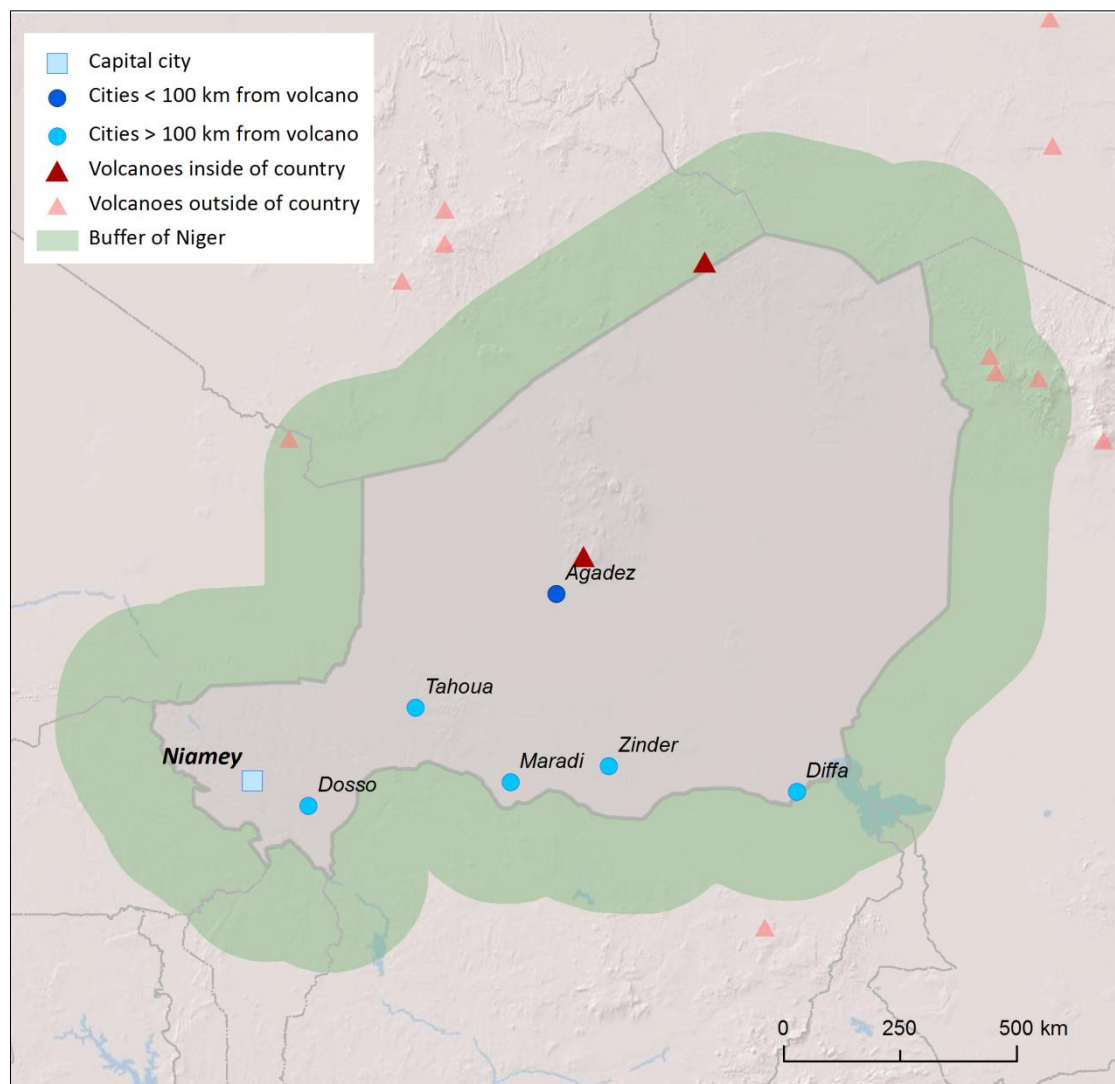 Capital city
Cities < 100 km from volcano
Cities > 100 km from volcano
Volcanoes inside of country
Volcanoes outside of country
Buffer of Niger
Agadez
Tahoua
Niamey
Dosso
Maradi
Zinder
Diffa
0 250 500 km